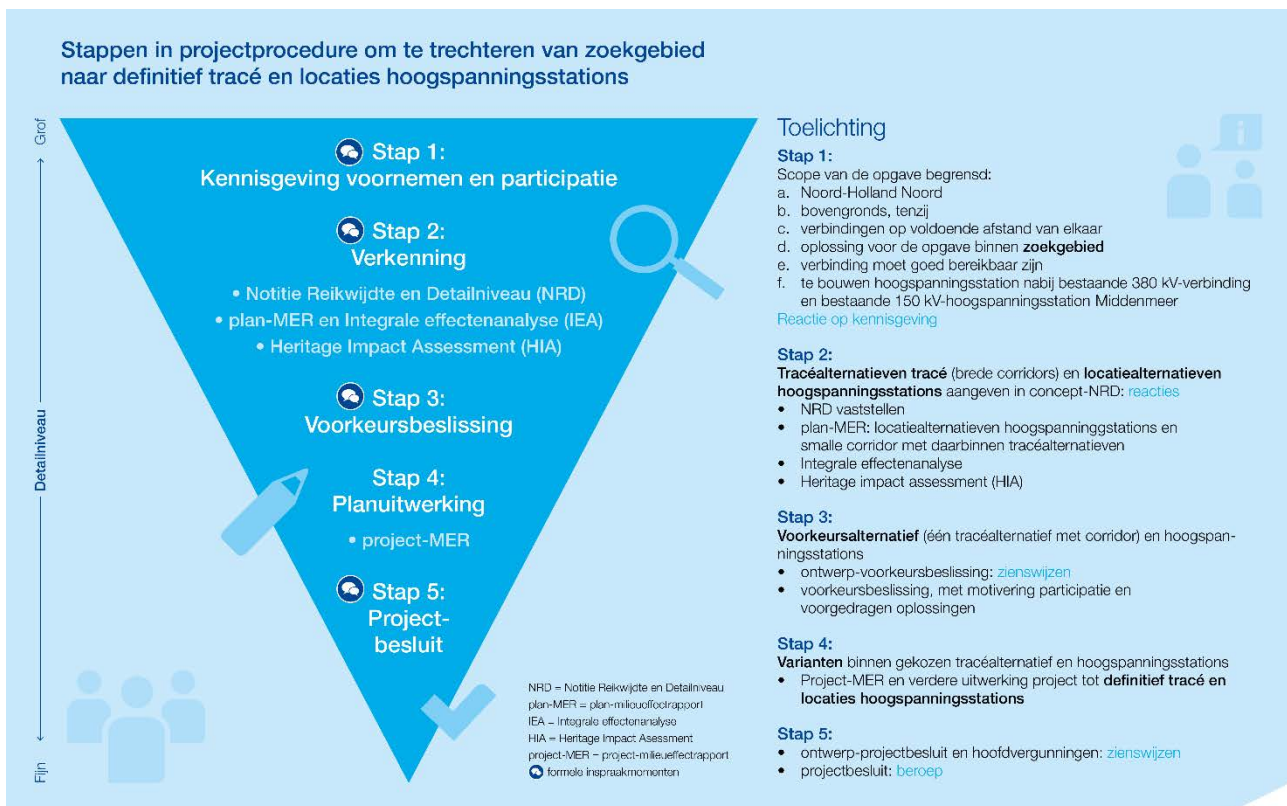 Stappen in projectprocedure om te trechteren van zoekgebied
naar definitief tracé en locaties hoogspanningsstations
Grof
Detailniveau
Fijn
Stap 1:
Kennisgeving voornemen en participatie
Stap 2:
Verkenning
• Notitie Reikwijdte en Detailniveau (NRD)
• plan-MER en Integrale effectenanalyse (IEA)
• Heritage Impact Assessment (HIA)
Stap 3:
Voorkeursbeslissing
Stap 4:
Planuitwerking
• project-MER
Stap 5:
Project-
besluit
NRD = Notitie Reikwijdte en Detailniveau
plan-MER = plan-milieueffectrapport
IEA = Integrale effectenanalyse
HIA = Heritage Impact Asessment
project-MER = project-milieueffectrapport
formele inspraakmomenten
Toelichting
Stap 1:
Scope van de opgave begrensd:
a. Noord-Holland Noord
b. bovengronds, tenzij
c. verbindingen op voldoende afstand van elkaar
d. oplossing voor de opgave binnen zoekgebied
e. verbinding moet goed bereikbaar zijn
f. te bouwen hoogspanningsstation nabij bestaande 380 kV-verbinding
en bestaande 150 kV-hoogspanningsstation Middenmeer
Reactie op kennisgeving
Stap 2:
Tracéalternatieven tracé (brede corridors) en locatiealternatieven
hoogspanningsstations aangeven in concept-NRD: reacties
• NRD vaststellen
• plan-MER: locatiealternatieven hoogspanninggstations en
smalle corridor met daarbinnen tracéalternatieven
• Integrale effectenanalyse
• Heritage impact assessment (HIA)
Stap 3:
Voorkeursalternatief (één tracéalternatief met corridor) en hoogspan-
ningsstations
• ontwerp-voorkeursbeslissing: zienswijzen
• voorkeursbeslissing, met motivering participatie en
voorgedragen oplossingen
Stap 4:
Varianten binnen gekozen tracéalternatief en hoogspanningsstations
• Project-MER en verdere uitwerking project tot definitief tracé en
locaties hoogspanningsstations
Stap 5:
• ontwerp-projectbesluit en hoofdvergunningen: zienswijzen
• projectbesluit: beroep